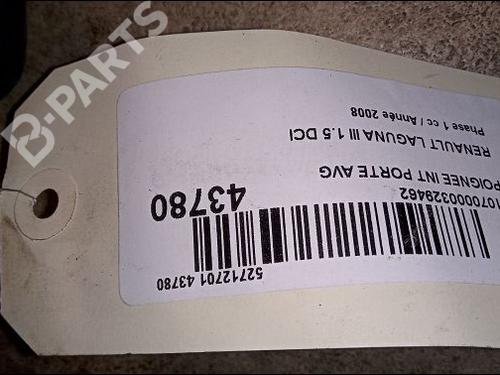 B-PARTS
RENAULT LAGUNA III 1.5 DCI
Phase 1 cc / Année 2008
POIGNEE INT PORTE AVG
1070000329462
43780
52712701 43780